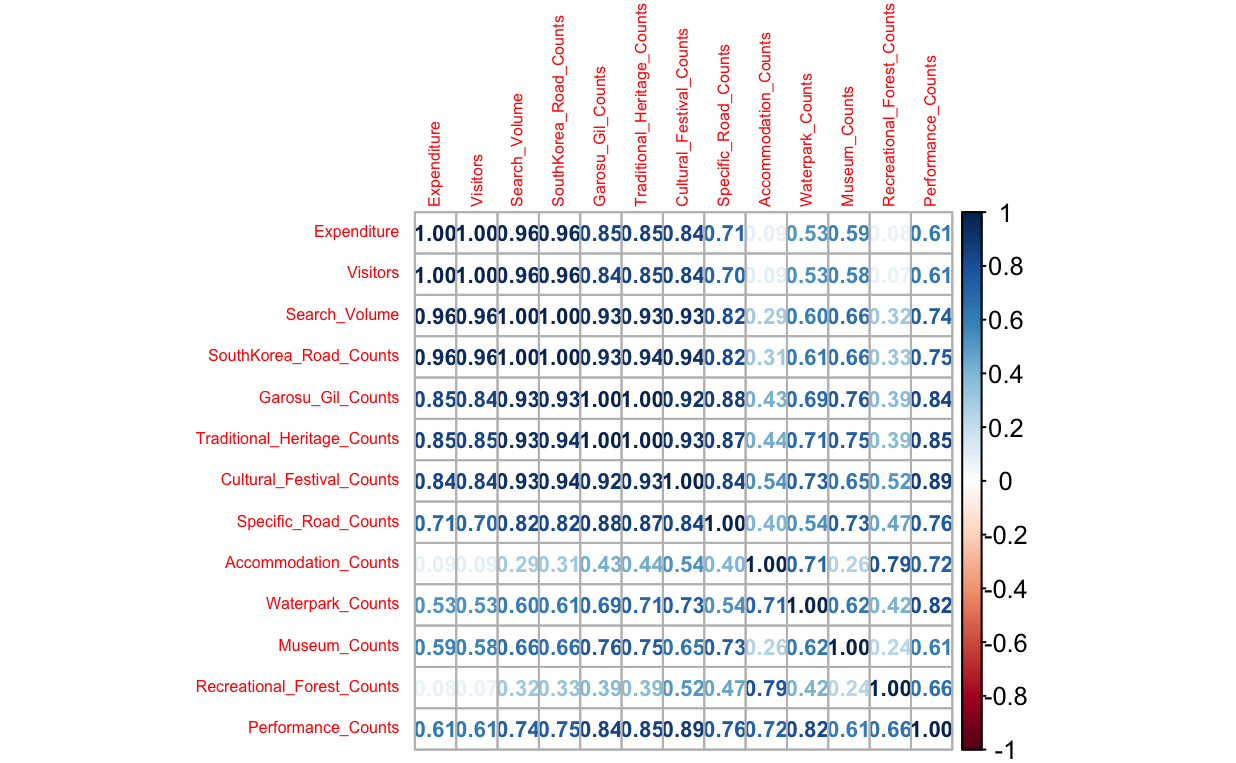 Expenditure
Visitors
Search_Volume
SouthKorea_Road_Counts
Garosu_Gil_Counts
Traditional_Heritage_Counts
Cultural_Festival_Counts
Specific_Road_Counts
Accommodation_Counts
Waterpark_Counts
Museum_Counts
Recreational_Forest_Counts
Performance_Counts
Expenditure 1.00 1.00 0.96 0.96 0.85 0.85 0.84 0.71 0.09 0.53 0.59 0.08 0.61
Visitors 1.00 1.00 0.96 0.96 0.84 0.85 0.84 0.70 0.09 0.53 0.58 0.07 0.61
Search_Volume 0.96 0.96 1.00 1.00 0.93 0.93 0.93 0.82 0.29 0.60 0.66 0.32 0.74
SouthKorea_Road_Counts 0.96 0.96 1.00 1.00 0.93 0.94 0.94 0.82 0.31 0.61 0.66 0.33 0.75
Garosu_Gil_Counts 0.85 0.84 0.93 0.93 1.00 1.00 0.92 0.88 0.43 0.69 0.76 0.39 0.84
Traditional_Heritage_Counts 0.85 0.85 0.93 0.94 1.00 1.00 0.93 0.87 0.44 0.71 0.75 0.39 0.85
Cultural_Festival_Counts 0.84 0.84 0.93 0.94 0.92 0.93 1.00 0.84 0.54 0.73 0.65 0.52 0.89
Specific_Road_Counts 0.71 0.70 0.82 0.82 0.88 0.87 0.84 1.00 0.40 0.54 0.73 0.47 0.76
Accommodation_Counts 0.09 0.09 0.29 0.31 0.43 0.44 0.54 0.40 1.00 0.71 0.26 0.79 0.72
Waterpark_Counts 0.53 0.53 0.60 0.61 0.69 0.71 0.73 0.54 0.71 1.00 0.62 0.42 0.82
Museum_Counts 0.59 0.58 0.66 0.66 0.76 0.75 0.65 0.73 0.26 0.62 1.00 0.24 0.61
Recreational_Forest_Counts 0.08 0.07 0.32 0.33 0.39 0.39 0.52 0.47 0.79 0.42 0.24 1.00 0.66
Performance_Counts 0.61 0.61 0.74 0.75 0.84 0.85 0.89 0.76 0.72 0.82 0.61 0.66 1.00
1
0.8
0.6
0.4
0.2
0
-0.2
-0.4
-0.6
-0.8
-1